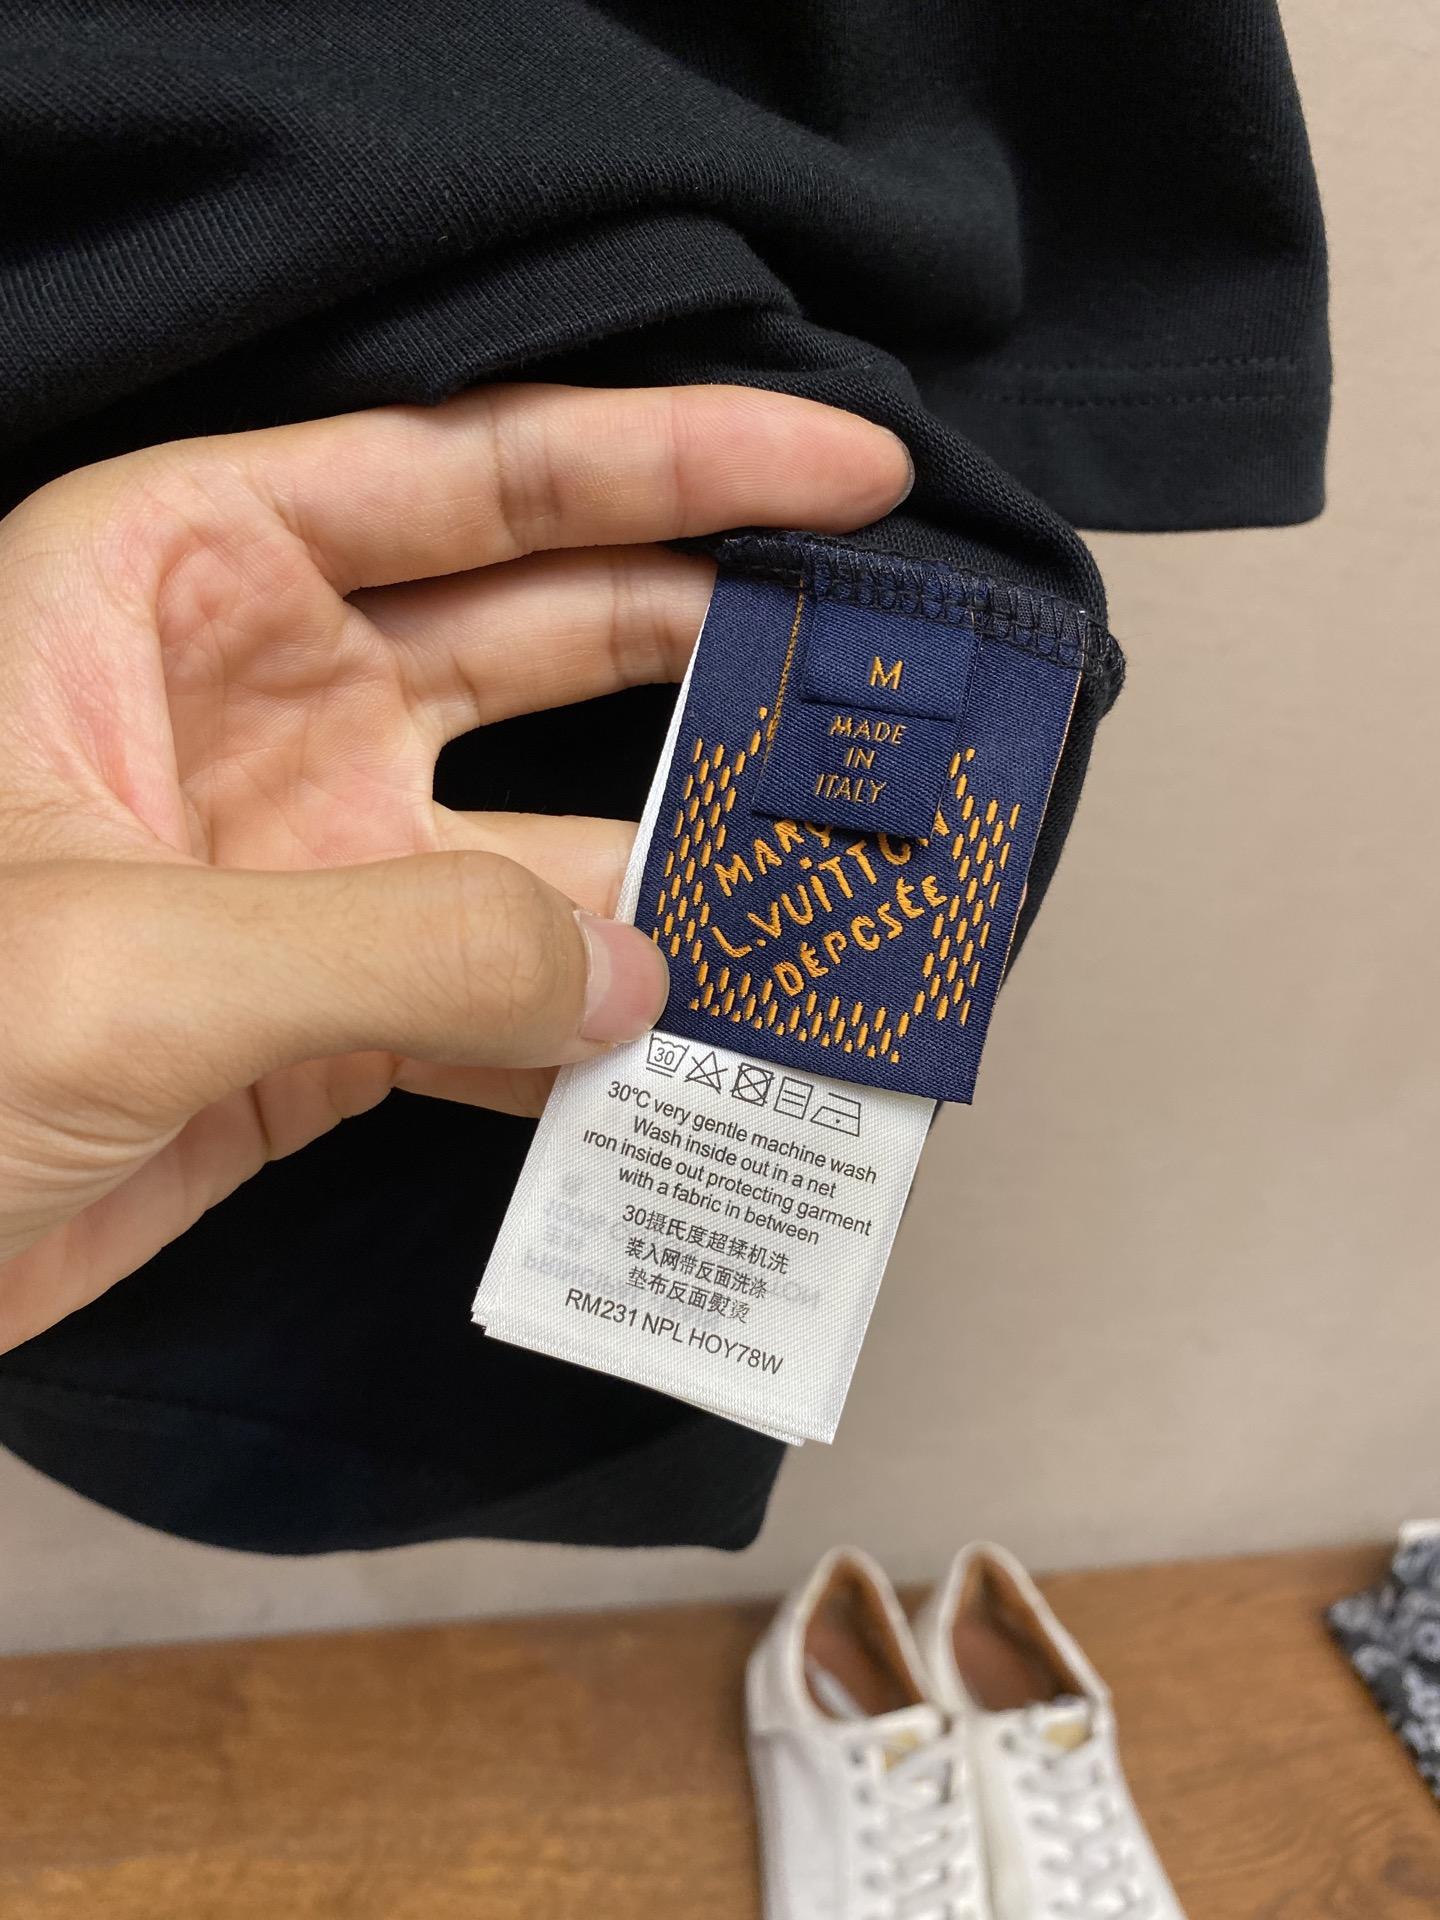 M
MADE
IN
ITALY
L.VUITTON
DÉPCSÉE
30
30°C very gentle machine wash
Wash inside out in a net
Iron inside out protecting garment
with a fabric in between
30摄氏度超揉机洗
装入网带反面洗涤
垫布反面熨烫
RM231 NPL HOY78W